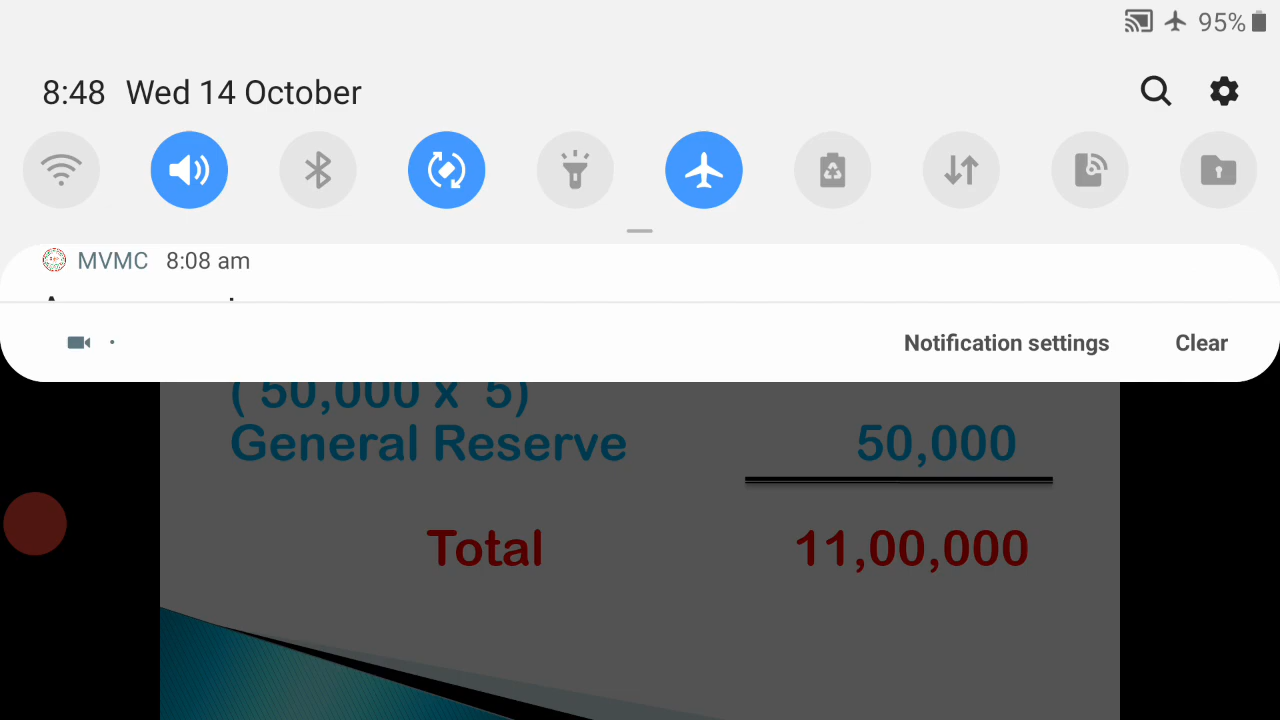 95%
8:48 Wed 14 October
MVMC 8:08 am
Notification settings Clear
( 50,000 x 5)
General Reserve 50,000
Total 11,00,000